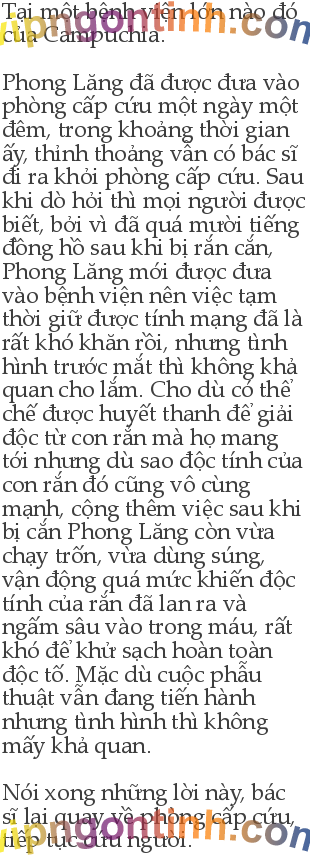 Tại một bệnh viện lớn nào đó
của Campuchia.
Phong Lăng đã được đưa vào
phòng cấp cứu một ngày một
đêm, trong khoảng thời gian
ấy, thỉnh thoảng vẫn có bác sĩ
đi ra khỏi phòng cấp cứu. Sau
khi dò hỏi thì mọi người được
biết, bởi vì đã quá mười tiếng
đồng hồ sau khi bị rắn cắn,
Phong Lăng mới được đưa
vào bệnh viện nên việc tạm
thời giữ được tính mạng đã là
rất khó khăn rồi, nhưng tình
hình trước mắt thì không khả
quan cho lắm. Cho dù có thể
chế được huyết thanh để giải
độc từ con rắn mà họ mang
tới nhưng dù sao độc tính của
con rắn đó cũng vô cùng
mạnh, cộng thêm việc sau khi
bị cắn Phong Lăng còn vừa
chạy trốn, vừa dùng súng,
vận động quá mức khiến độc
tính của rắn đã lan ra và
ngấm sâu vào trong máu, rất
khó để khử sạch hoàn toàn
độc tố. Mặc dù cuộc phẫu
thuật vẫn đang tiến hành
nhưng tình hình thì không
mấy khả quan.
Nói xong những lời này, bác
sĩ lại quay về phòng cấp cứu,
tiếp tục cứu người.
vipngontinh.com
vipngontinh.com